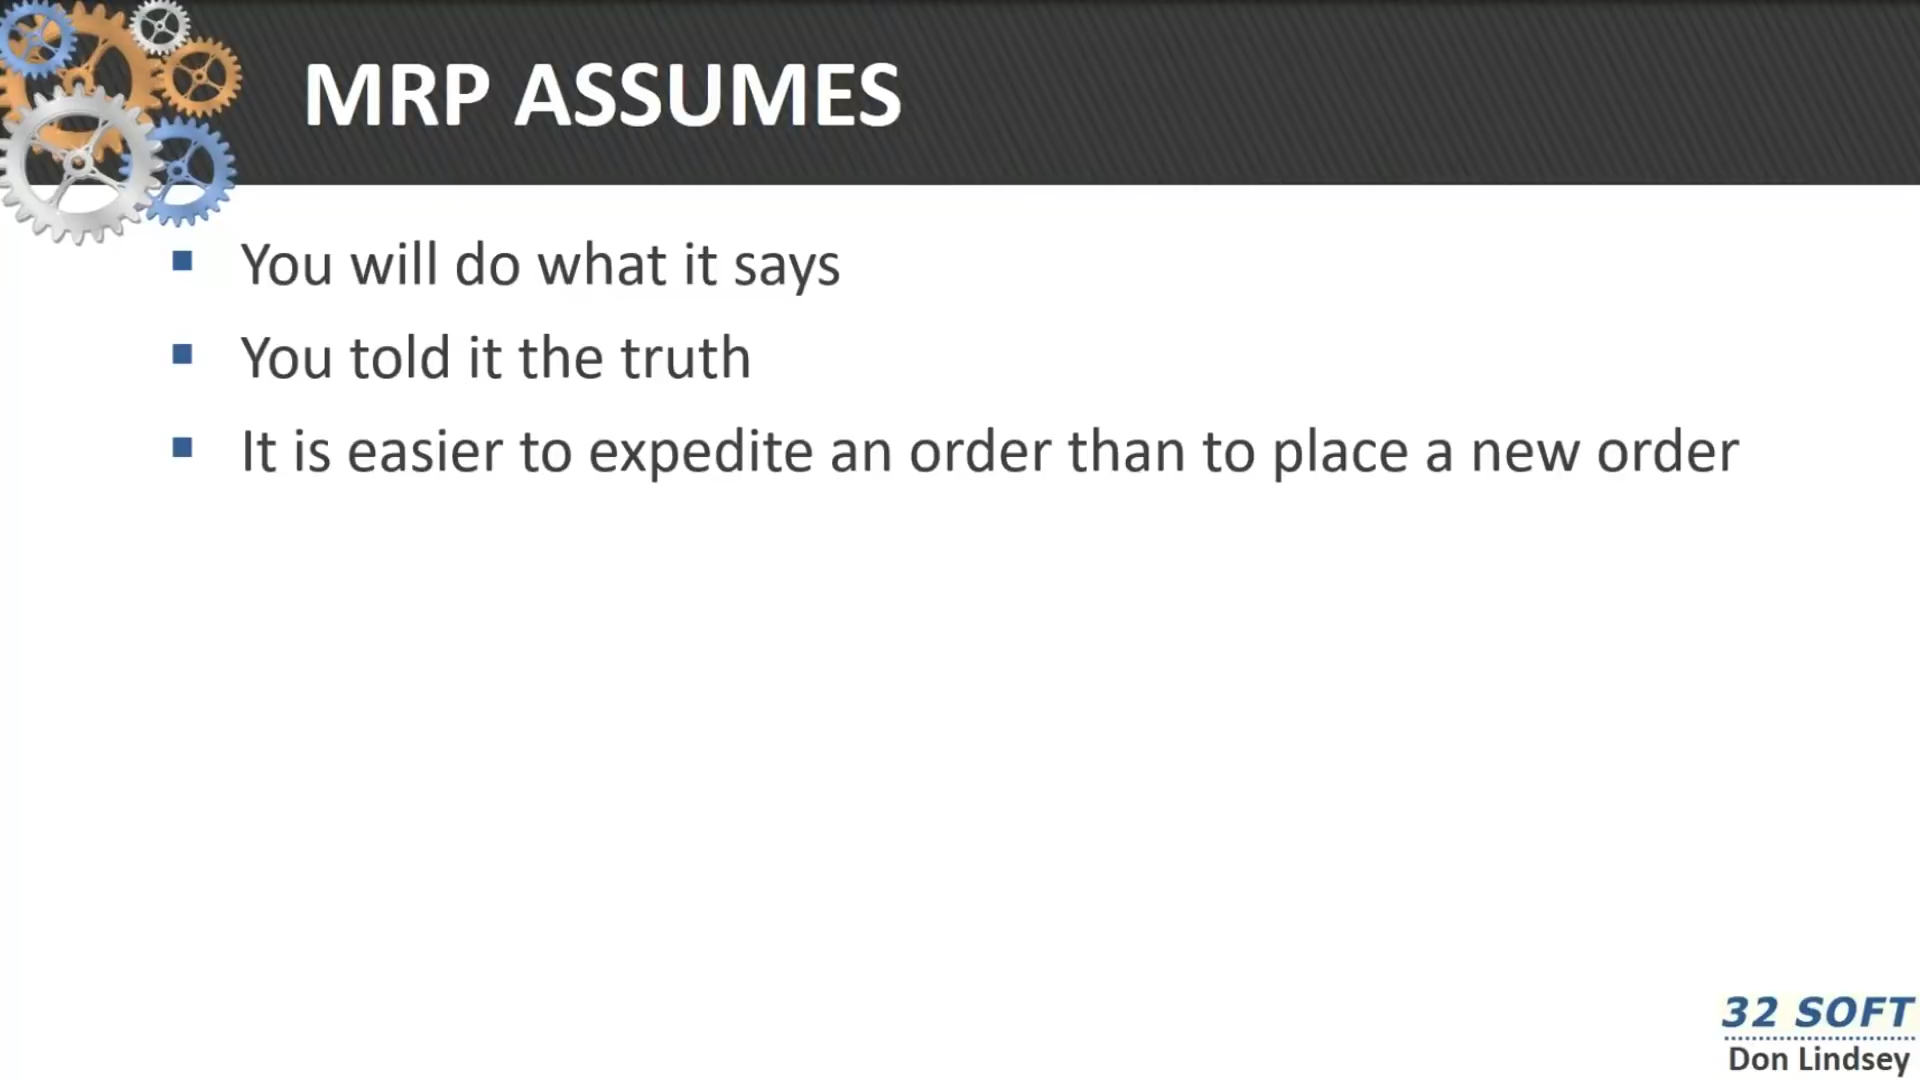 MRP ASSUMES
You will do what it says
You told it the truth
It is easier to expedite an order than to place a new order
32 SOFT
Don Lindsey